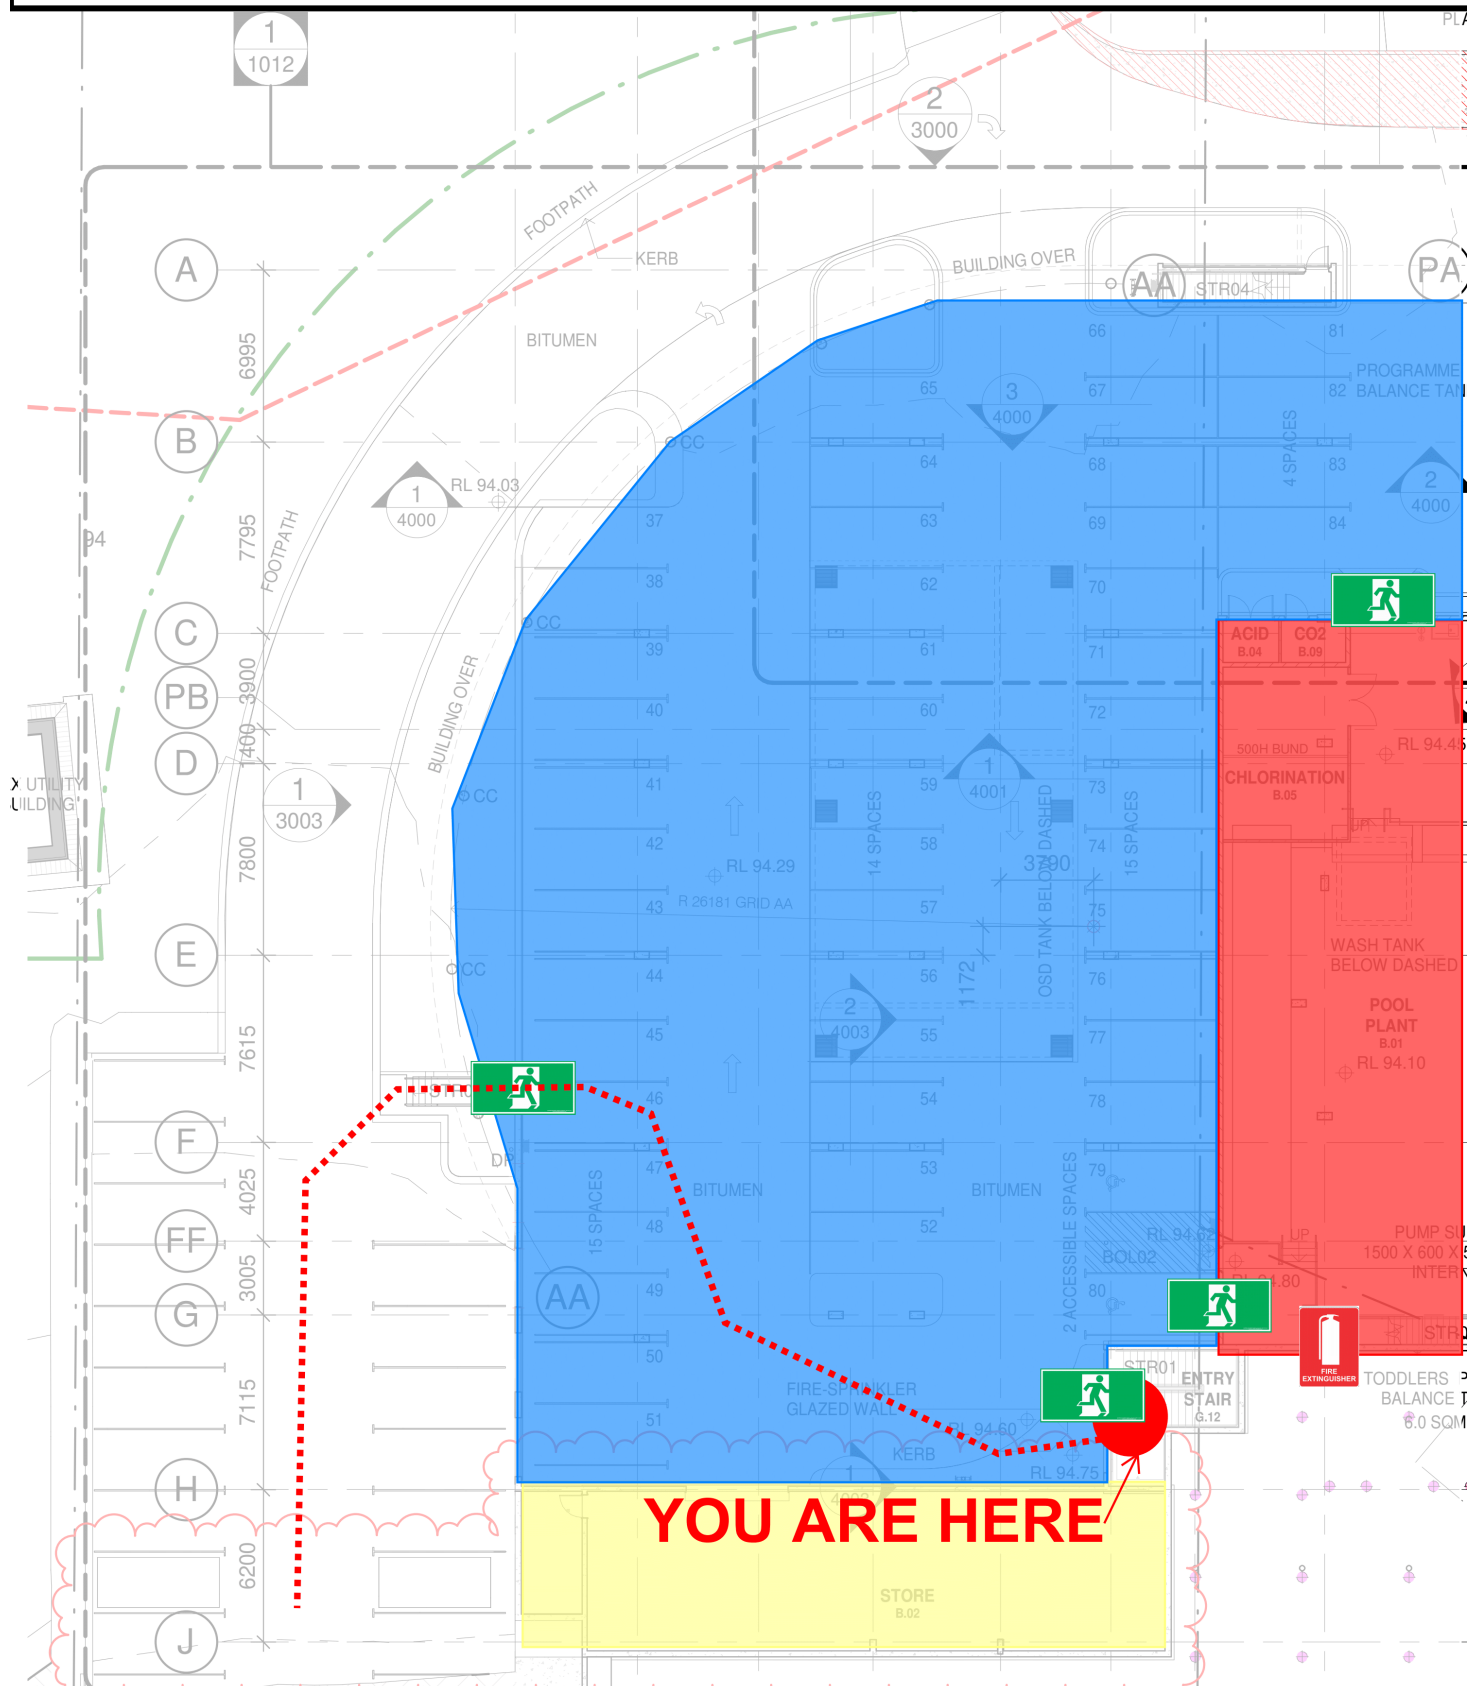 1
1012
2
3000
FOOTPATH
KERB
BUILDING OVER
A
AA
STR04
PA
6995
BITUMEN
66
81
PROGRAMME
65
67
82
BALANCE TAN
3
4000
4 SPACES
B
CC
64
68
83
1
4000
RL 94.03
2
4000
7795
94
FOOTPATH
37
63
69
84
38
62
70
C
CC
39
61
71
ACID
B.04
CO2
B.09
3900
PB
40
60
72
BUILDING OVER
1400
D
500H BUND
RL 94.45
X UTILITY
UILDING
1
3003
CC
41
59
1
4001
73
CHLORINATION
B.05
UP
7800
42
14 SPACES
58
74
15 SPACES
RL 94.29
3790
OSD TANK BELOW DASHED
43
R 26181 GRID AA
57
75
E
CC
44
56
76
1172
WASH TANK
BELOW DASHED
45
2
4003
55
77
POOL
PLANT
B.01
RL 94.10
7615
46
54
78
F
DP
47
53
79
15 SPACES
BITUMEN
BITUMEN
2 ACCESSIBLE SPACES
4025
48
52
FF
RL 94.62
BOL02
UP
PUMP SU
1500 X 600 X
INTER
3005
AA
49
80
RL 94.80
G
50
STR
7115
FIRE-SPRINKLER
GLAZED WALL
STR01
ENTRY
STAIR
G.12
FIRE
EXTINGUISHER
TODDLERS
BALANCE
6.0 SQM
51
RL 94.60
KERB
RL 94.75
H
1
YOU ARE HERE
6200
STORE
B.02
J